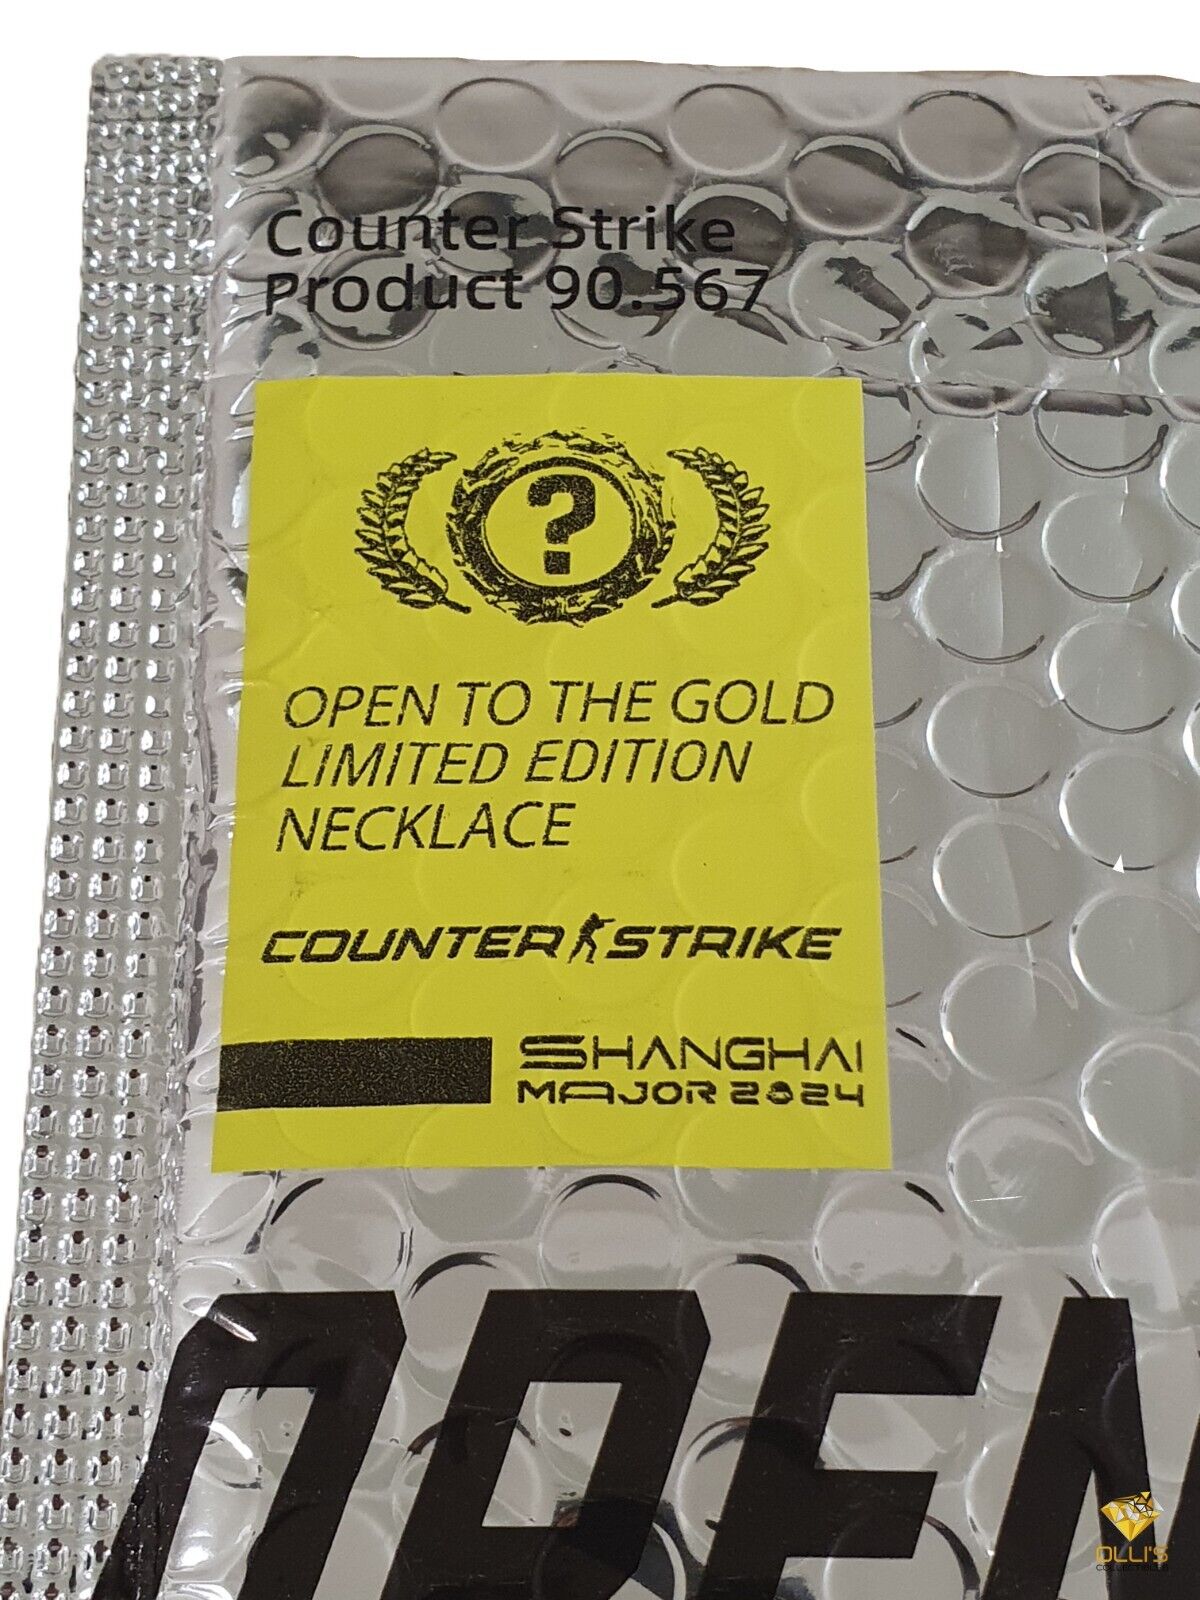 Counter Strike
Product 90.567
?
OPEN TO THE GOLD
LIMITED EDITION
NECKLACE
COUNTER STRIKE
SHANGHAI
MAJOR 2024
OPEN
OLLI'S
COLLECTIBLES